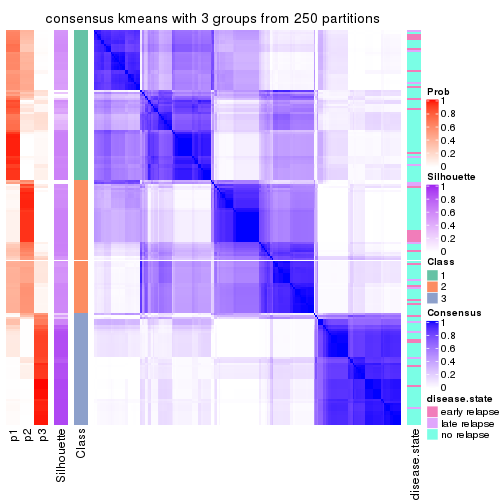 consensus kmeans with 3 groups from 250 partitions
Prob
1
0.8
0.6
0.4
0.2
0
Silhouette
1
0.8
0.6
0.4
0.2
0
Class
1
2
3
Consensus
1
0.8
0.6
0.4
0.2
0
disease.state
early relapse
late relapse
no relapse
p1
p2
p3
Silhouette
Class
disease.state